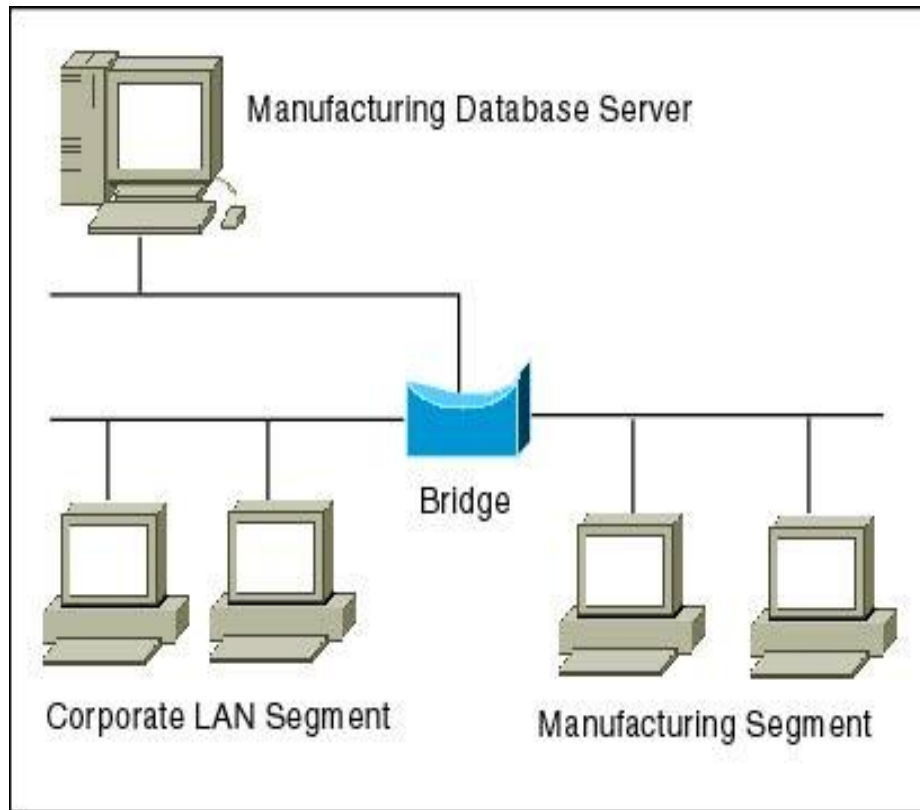 Manufacturing Database Server
Bridge
Corporate LAN Segment
Manufacturing Segment